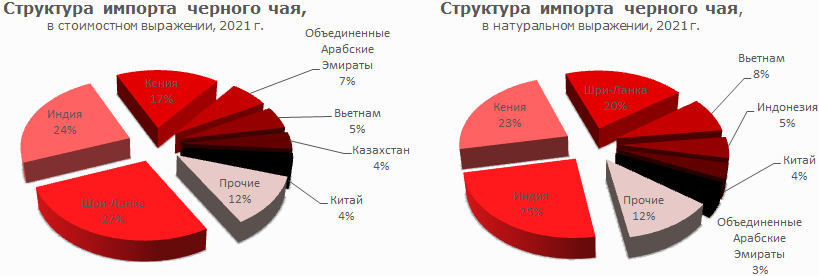 Структура импорта черного чая,
в стоимостном выражении, 2021 г.
Объединенные
Арабские
Эмираты
7%
Кения
17%
Индия
24%
Вьетнам
5%
Казахстан
4%
Прочие
12%
Китай
4%
Шри-Ланка
27%
Структура импорта черного чая,
в натуральном выражении, 2021 г.
Вьетнам
8%
Шри-Ланка
20%
Кения
23%
Индонезия
5%
Китай
4%
Индия
25%
Прочие
12%
Объединенные
Арабские
Эмираты
3%